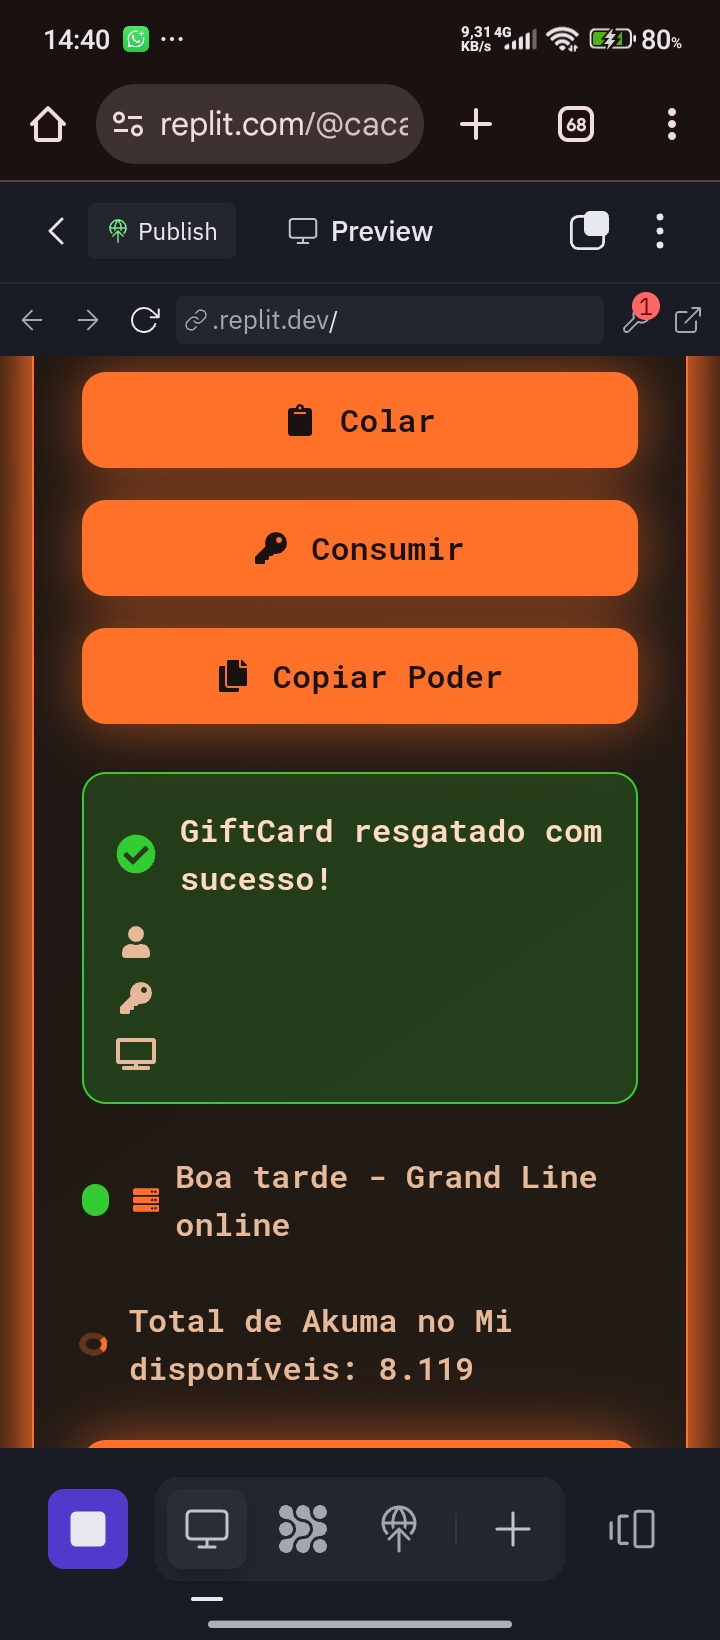 14:40
9,31 4G
KB/s
80%
replit.com/@caca
68
Publish
Preview
.replit.dev/
1
Colar
Consumir
Copiar Poder
GiftCard resgatado com
sucesso!
Boa tarde - Grand Line
online
Total de Akuma no Mi
disponíveis: 8.119